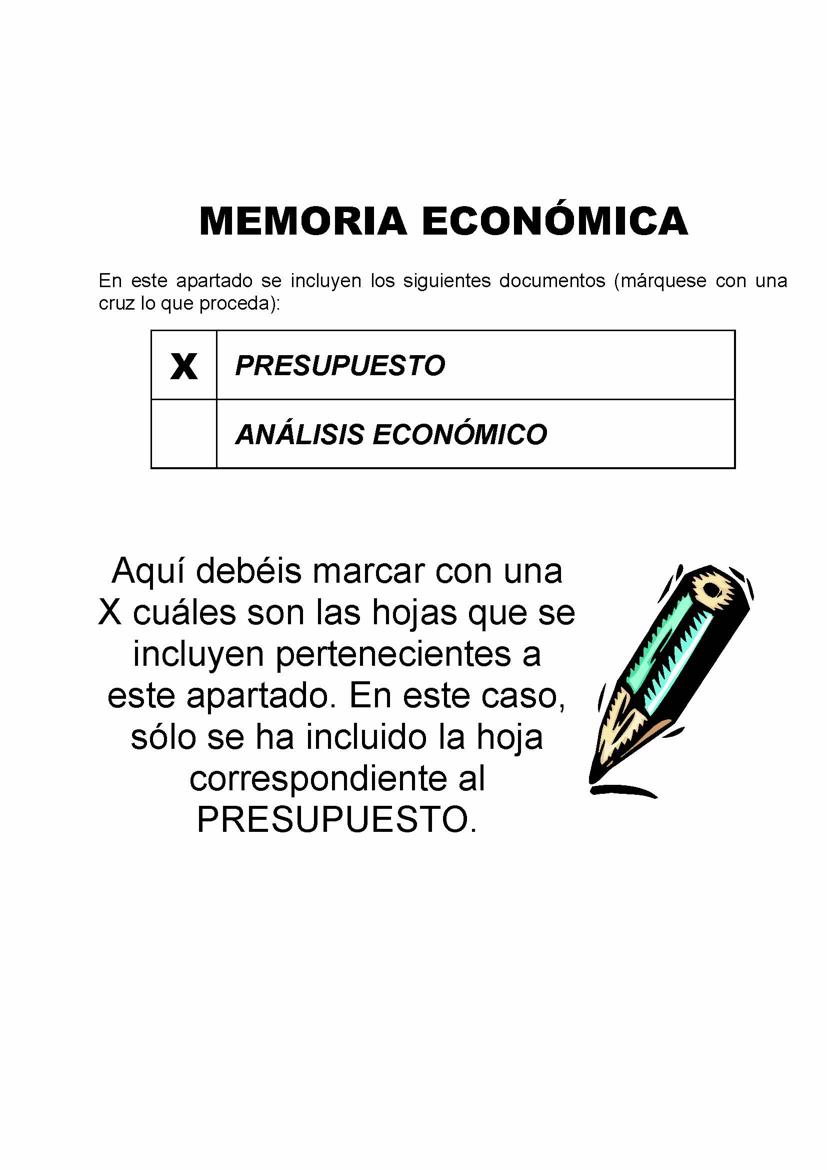 MEMORIA ECONÓMICA
En este apartado se incluyen los siguientes documentos (márquese con una
cruz lo que proceda):
X PRESUPUESTO
ANÁLISIS ECONÓMICO
Aquí debéis marcar con una
X cuáles son las hojas que se
incluyen pertenecientes a
este apartado. En este caso,
sólo se ha incluido la hoja
correspondiente al
PRESUPUESTO.